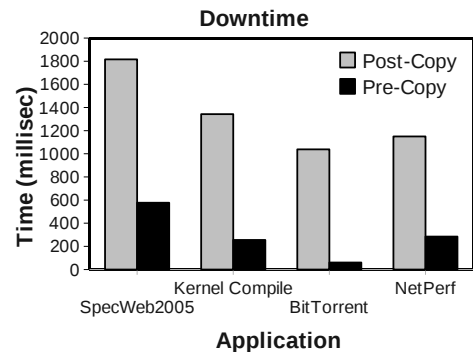 Downtime
2000
1800
1600
1400
1200
1000
800
600
400
200
0
Time (millisec)
Post-Copy
Pre-Copy
Kernel Compile
NetPerf
SpecWeb2005
BitTorrent
Application